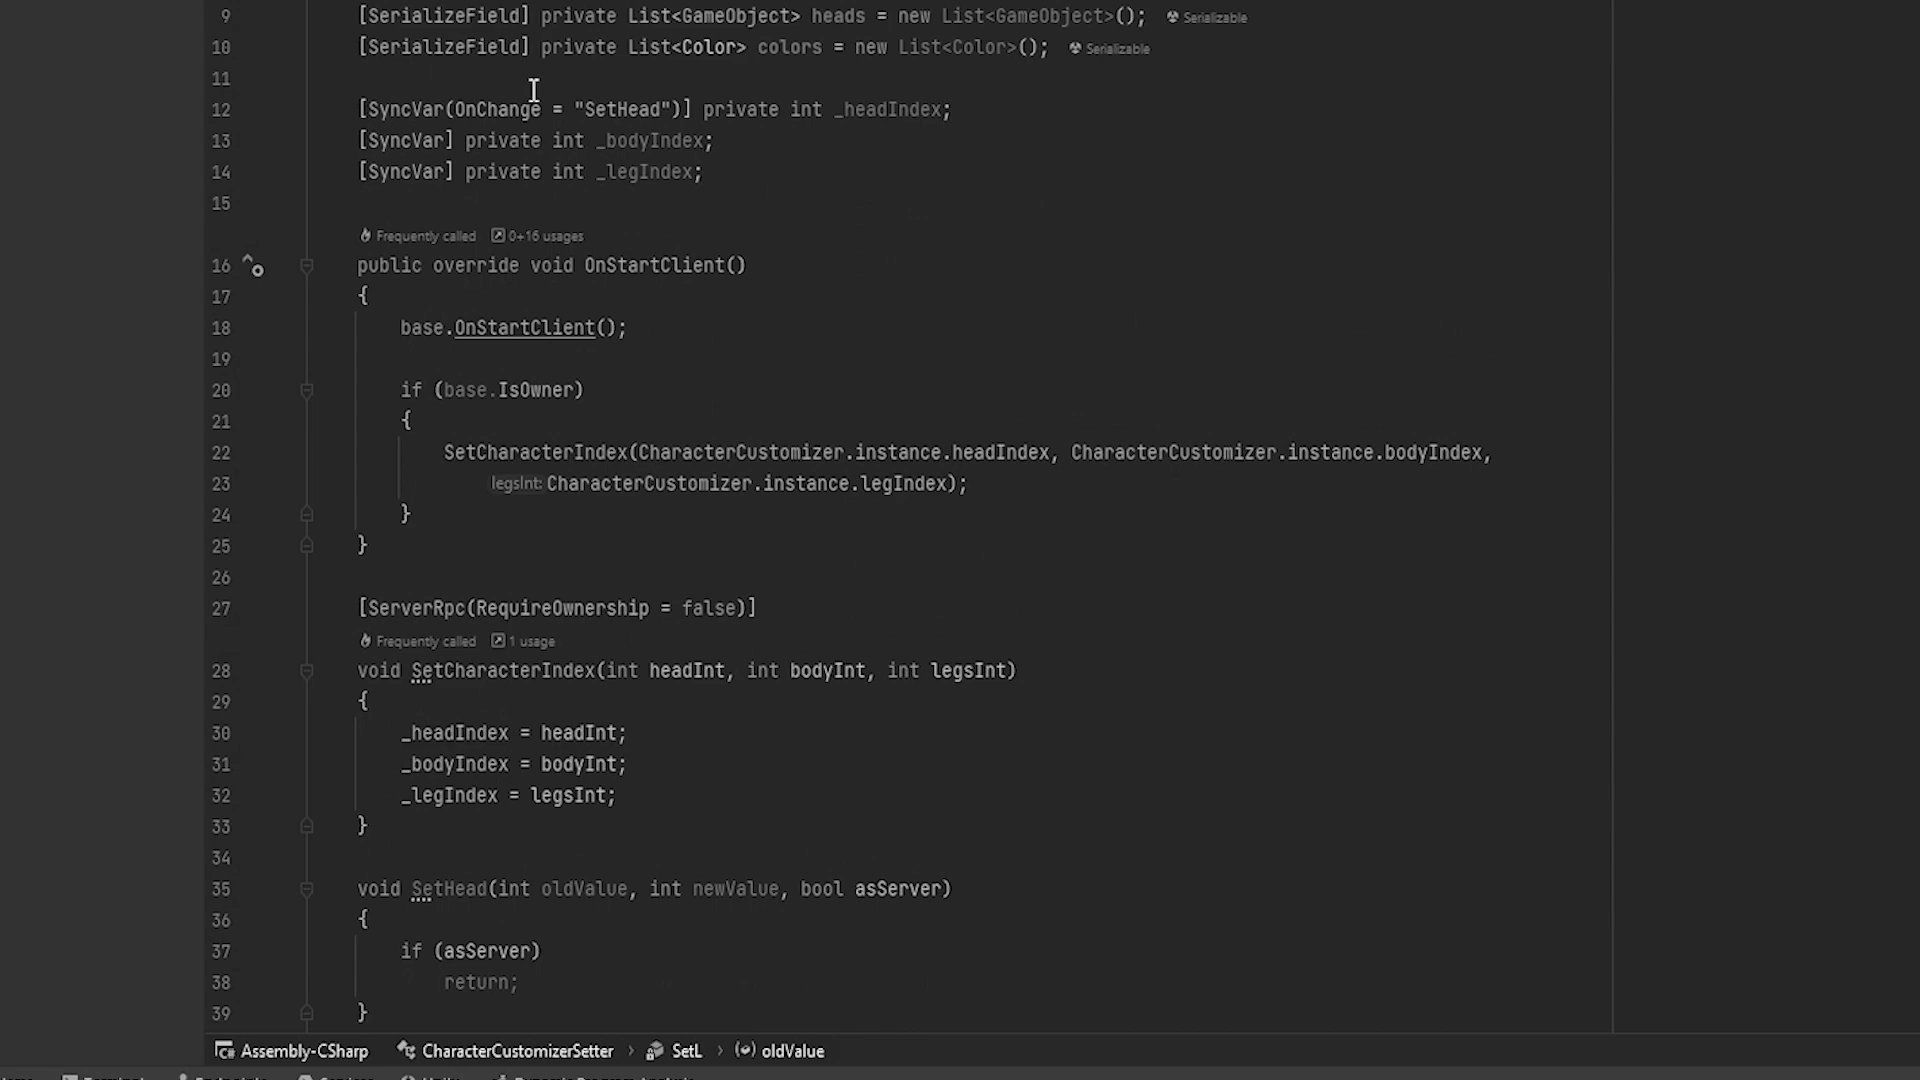 9 [SerializeField] private List<GameObject> heads = new List<GameObject>(); Serializable
10 [SerializeField] private List<Color> colors = new List<Color>(); Serializable
11
12 [SyncVar(OnChange = "SetHead")] private int _headIndex;
13 [SyncVar] private int _bodyIndex;
14 [SyncVar] private int _legIndex;
15
Frequently called 0+16 usages
16 public override void OnStartClient()
17 {
18 base.OnStartClient();
19
20 if (base.IsOwner)
21 {
22 SetCharacterIndex(CharacterCustomizer.instance.headIndex, CharacterCustomizer.instance.bodyIndex,
23 legsInt: CharacterCustomizer.instance.legIndex);
24 }
25 }
26
27 [ServerRpc(RequireOwnership = false)]
Frequently called 1 usage
28 void SetCharacterIndex(int headInt, int bodyInt, int legsInt)
29 {
30 _headIndex = headInt;
31 _bodyIndex = bodyInt;
32 _legIndex = legsInt;
33 }
34
35 void SetHead(int oldValue, int newValue, bool asServer)
36 {
37 if (asServer)
38 return;
39 }
Assembly-CSharp CharacterCustomizerSetter SetL oldValue